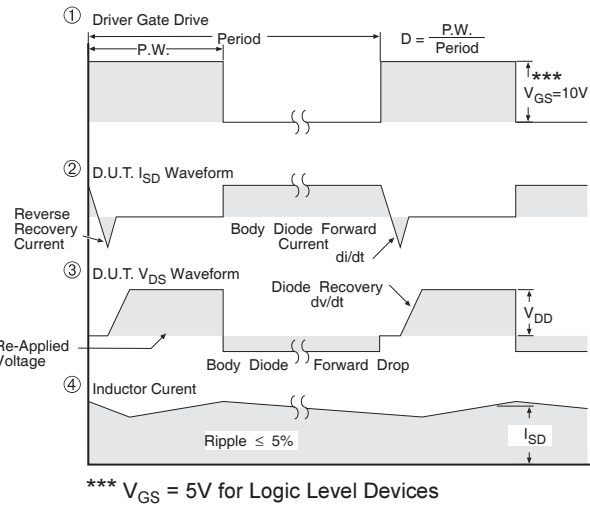 ① Driver Gate Drive
P.W.
Period
D = P.W. / Period
***
VGS=10V
② D.U.T. ISD Waveform
Reverse
Recovery
Current
Body Diode Forward
Current
di/dt
③ D.U.T. VDS Waveform
Diode Recovery
dv/dt
VDD
Re-Applied
Voltage
Body Diode Forward Drop
④ Inductor Curent
Ripple ≤ 5%
ISD
*** VGS = 5V for Logic Level Devices